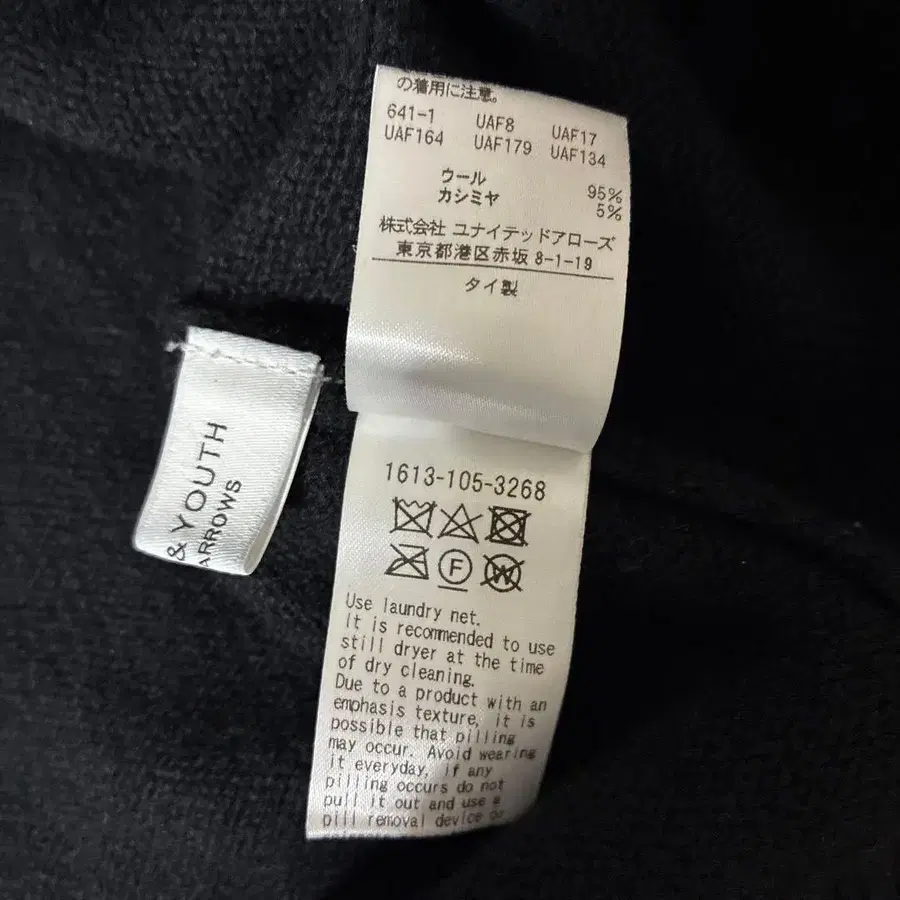 の着用に注意。
641-1 UAF8 UAF17
UAF164 UAF179 UAF134
ウール 95%
カシミヤ 5%
株式会社 ユナイテッドアローズ
東京都港区赤坂 8-1-19
タイ製
& YOUTH
ARROWS
1613-105-3268
F W
Use laundry net.
It is recommended to use
still dryer at the time
of dry cleaning.
Due to a product with an
emphasis texture, it is
possible that pilling
may occur. Avoid wearing
it everyday, if any
pilling occurs do not
pull it out and use a
pill removal device or